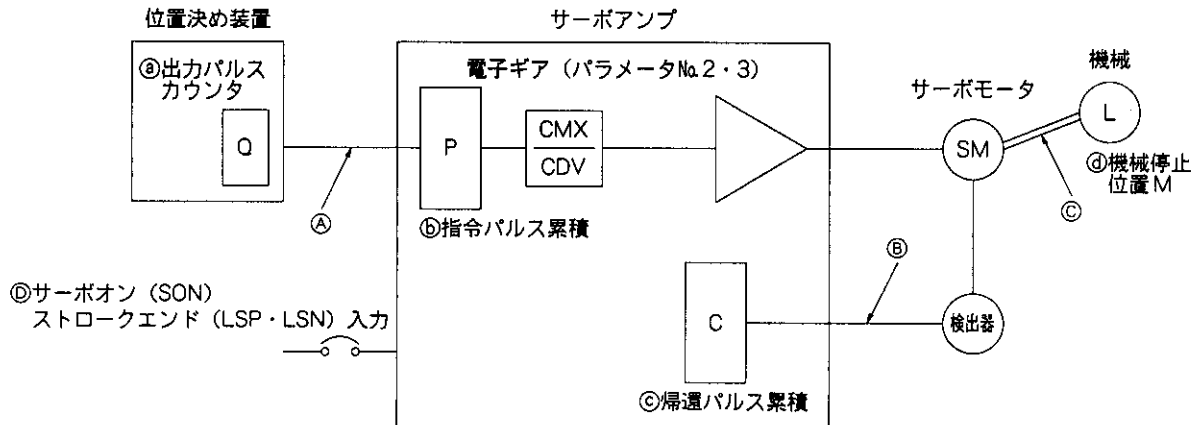 位置決め装置
サーボアンプ
ⓐ出力パルス
カウンタ
Q
電子ギア（パラメータNo.2・3）
P
CMX
CDV
サーボモータ
機械
SM
L
ⓓ機械停止
位置M
Ⓐ
Ⓒ
ⓑ指令パルス累積
Ⓑ
Ⓓサーボオン（SON）
ストロークエンド（LSP・LSN）入力
C
検出器
ⓒ帰還パルス累積